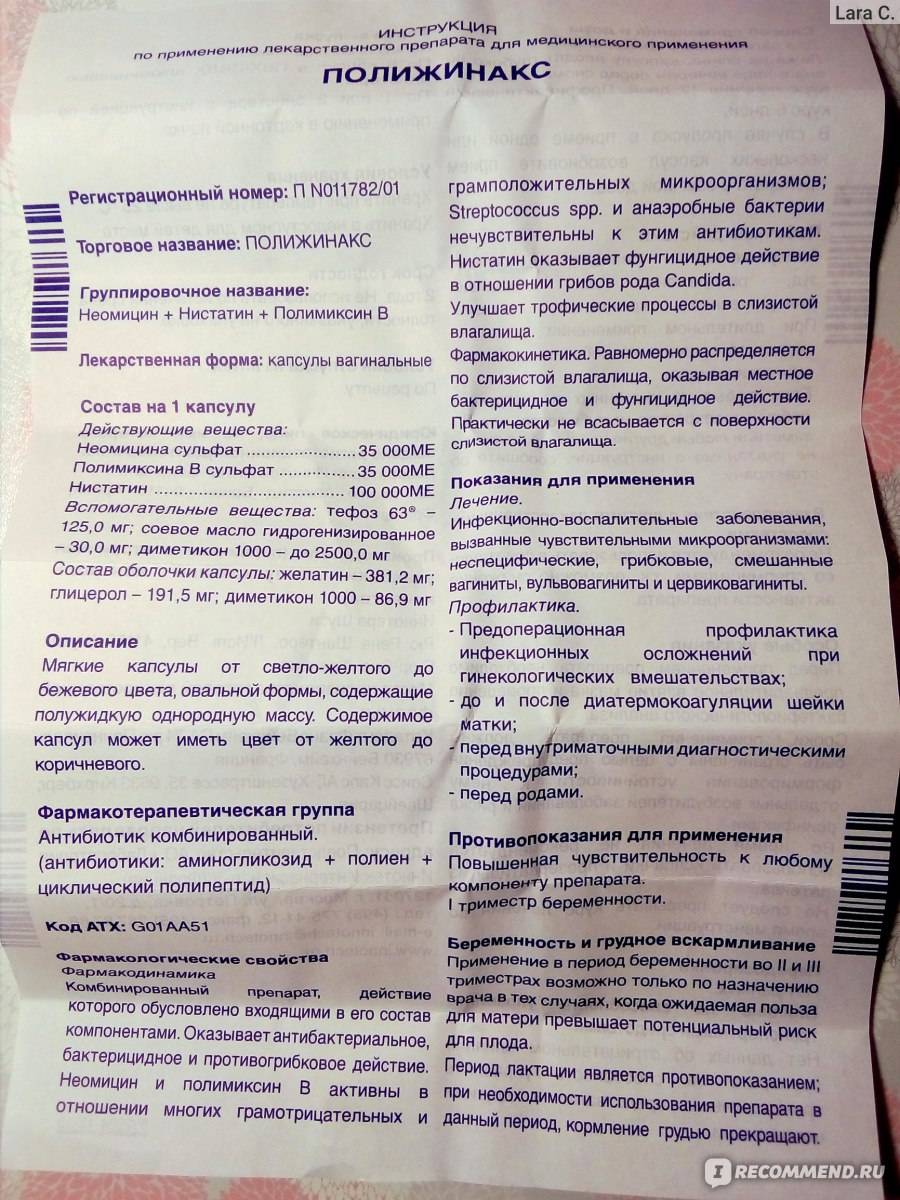 Lara C.
ИНСТРУКЦИЯ
по применению лекарственного препарата для медицинского применения
ПОЛИЖИНАКС
Регистрационный номер: П N011782/01
Торговое название: ПОЛИЖИНАКС
Группировочное название:
Неомицин + Нистатин + Полимиксин В
Лекарственная форма: капсулы вагинальные
Состав на 1 капсулу
Действующие вещества:
Неомицина сульфат ...................... 35 000МЕ
Полимиксина В сульфат ............... 35 000МЕ
Нистатин ..................................... 100 000МЕ
Вспомогательные вещества: тефоз 63® –
125,0 мг; соевое масло гидрогенизированное
– 30,0 мг; диметикон 1000 – до 2500,0 мг
Состав оболочки капсулы: желатин – 381,2 мг;
глицерол – 191,5 мг; диметикон 1000 – 86,9 мг
Описание
Мягкие капсулы от светло-желтого до
бежевого цвета, овальной формы, содержащие
полужидкую однородную массу. Содержимое
капсул может иметь цвет от желтого до
коричневого.
Фармакотерапевтическая группа
Антибиотик комбинированный.
(антибиотики: аминогликозид + полиен +
циклический полипептид)
Код АТХ: G01AA51
Фармакологические свойства
Фармакодинамика
Комбинированный препарат, действие
которого обусловлено входящими в его состав
компонентами. Оказывает антибактериальное,
бактерицидное и противогрибковое действие.
Неомицин и полимиксин В активны в
отношении многих грамотрицательных и
грамположительных микроорганизмов;
Streptococcus spp. и анаэробные бактерии
нечувствительны к этим антибиотикам.
Нистатин оказывает фунгицидное действие
в отношении грибов рода Candida.
Улучшает трофические процессы в слизистой
влагалища.
Фармакокинетика. Равномерно распределяется
по слизистой влагалища, оказывая местное
бактерицидное и фунгицидное действие.
Практически не всасывается с поверхности
слизистой влагалища.
Показания для применения
Лечение.
Инфекционно-воспалительные заболевания,
вызванные чувствительными микроорганизмами:
неспецифические, грибковые, смешанные
вагиниты, вульвовагиниты и цервиковагиниты.
Профилактика.
- Предоперационная профилактика
инфекционных осложнений при
гинекологических вмешательствах;
- до и после диатермокоагуляции шейки
матки;
- перед внутриматочными диагностическими
процедурами;
- перед родами.
Противопоказания для применения
Повышенная чувствительность к любому
компоненту препарата.
I триместр беременности.
Беременность и грудное вскармливание
Применение в период беременности во II и III
триместрах возможно только по назначению
врача в тех случаях, когда ожидаемая польза
для матери превышает потенциальный риск
для плода.
Период лактации является противопоказанием;
при необходимости использования препарата в
данный период, кормление грудью прекращают.
IRECOMMEND.RU